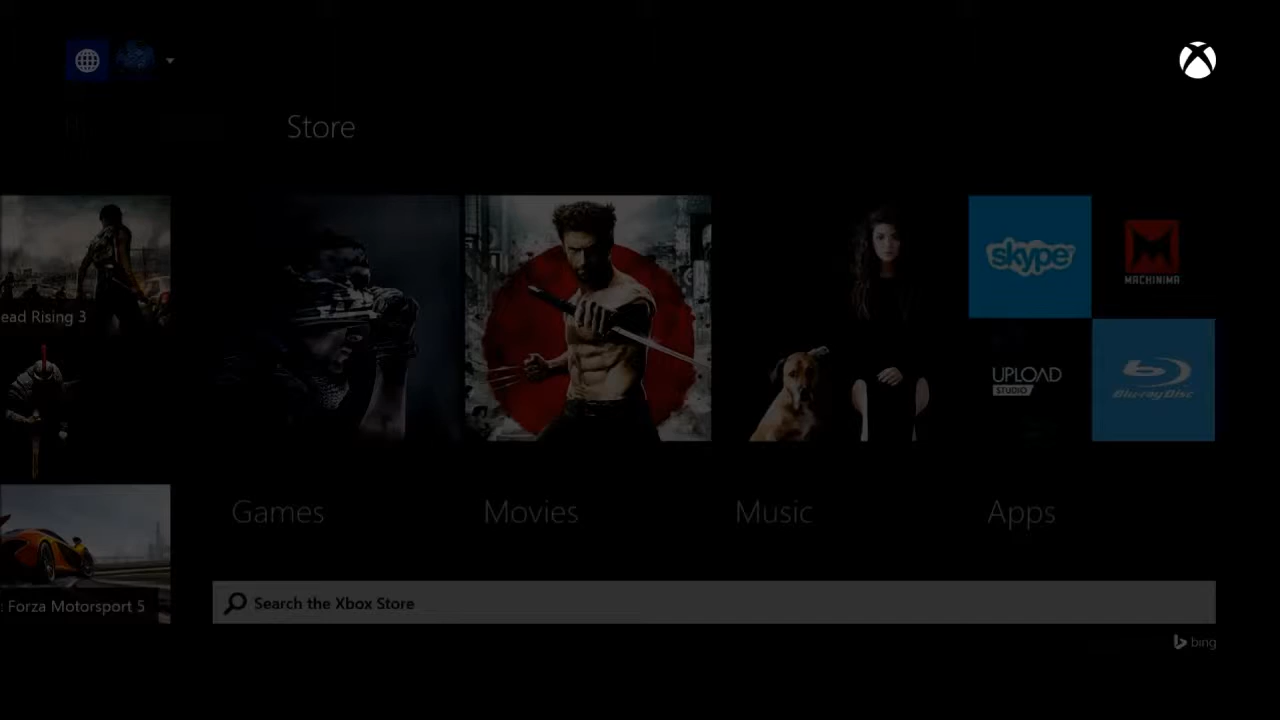 Store
skype
MACHINIMA
ead Rising 3
UPLOAD
STUDIO
Blu-ray Disc
Games
Movies
Music
Apps
: Forza Motorsport 5
Search the Xbox Store
bing